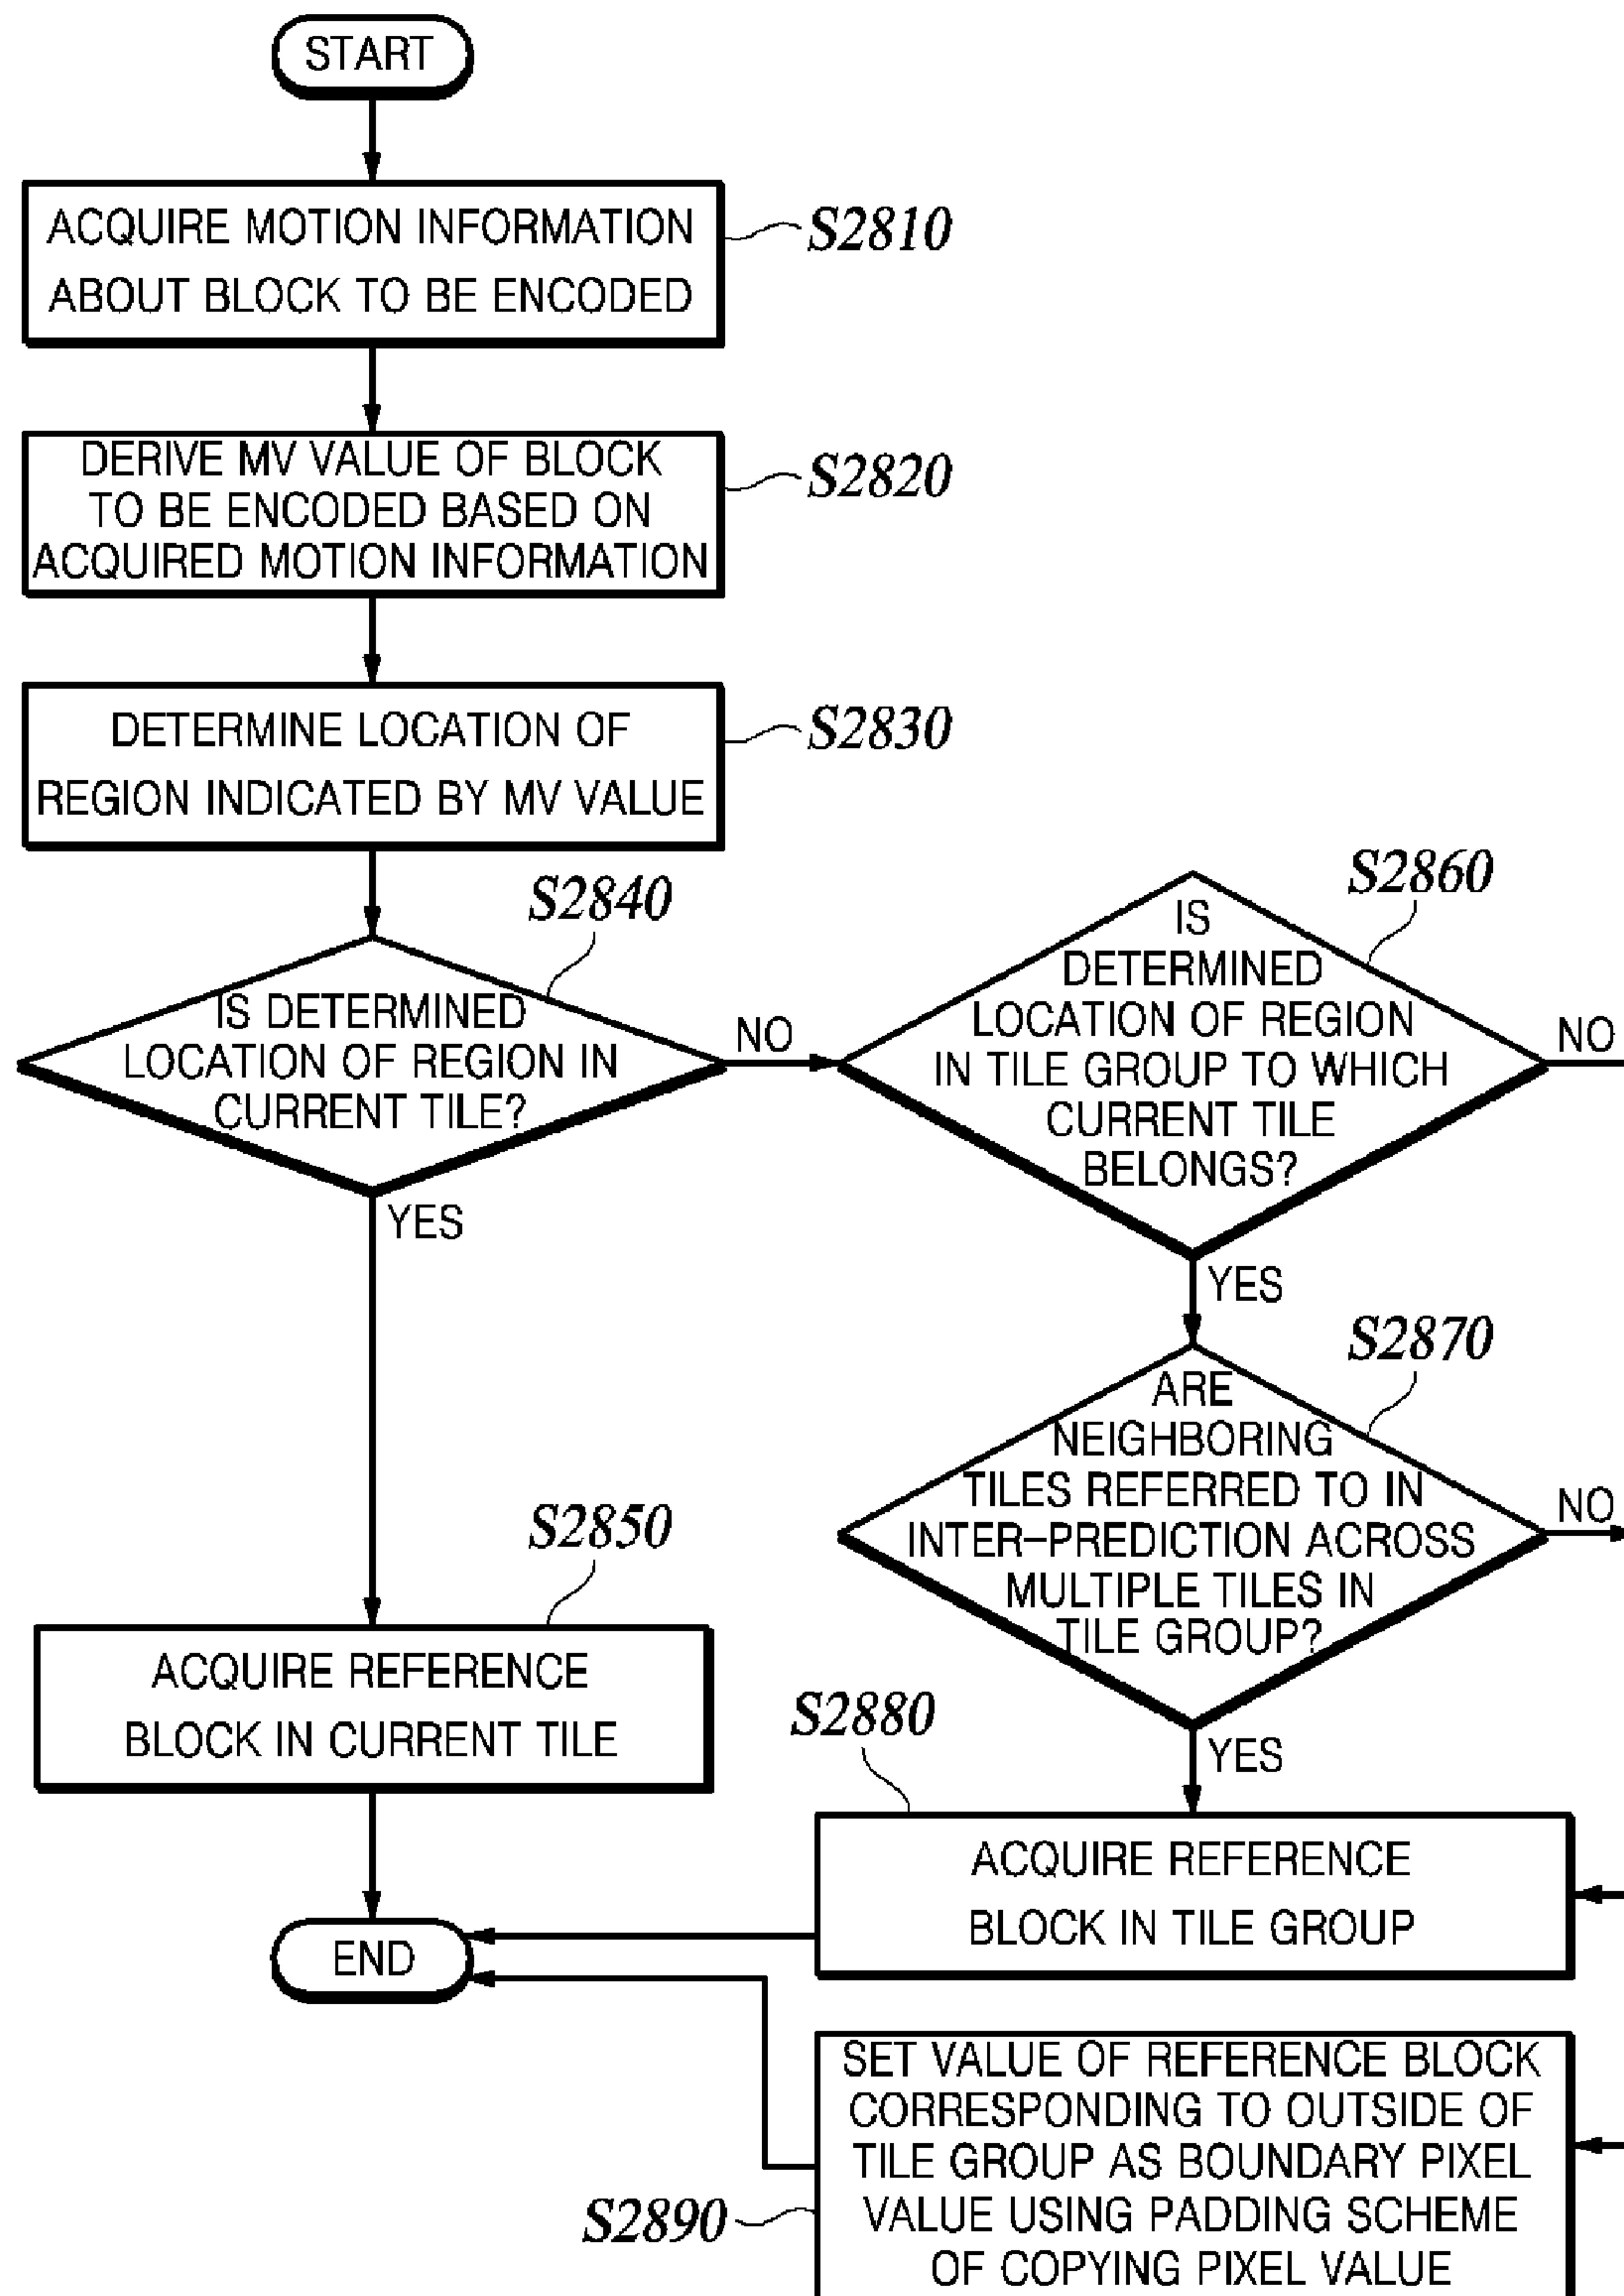 START
ACQUIRE MOTION INFORMATION
ABOUT BLOCK TO BE ENCODED
S2810
DERIVE MV VALUE OF BLOCK
TO BE ENCODED BASED ON
ACQUIRED MOTION INFORMATION
S2820
DETERMINE LOCATION OF
REGION INDICATED BY MV VALUE
S2830
S2840
IS DETERMINED
LOCATION OF REGION IN
CURRENT TILE?
NO
YES
S2860
IS
DETERMINED
LOCATION OF REGION
IN TILE GROUP TO WHICH
CURRENT TILE
BELONGS?
NO
YES
S2870
ARE
NEIGHBORING
TILES REFERRED TO IN
INTER-PREDICTION ACROSS
MULTIPLE TILES IN
TILE GROUP?
NO
YES
S2850
ACQUIRE REFERENCE
BLOCK IN CURRENT TILE
S2880
ACQUIRE REFERENCE
BLOCK IN TILE GROUP
END
SET VALUE OF REFERENCE BLOCK
CORRESPONDING TO OUTSIDE OF
TILE GROUP AS BOUNDARY PIXEL
VALUE USING PADDING SCHEME
OF COPYING PIXEL VALUE
S2890